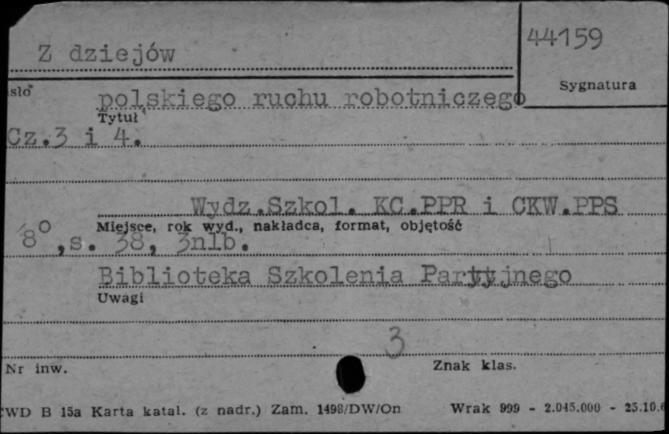 Z dziejów
44159
Sygnatura
sło
polskiego ruchu robotniczego
Tytuł
Cz.3 i 4.
Wydz.Szkol. KC.PPR i CKW.PPS
Miejsce, rok wyd., nakładca, format, objętość
8°,s. 38, 3nlb.
Biblioteka Szkolenia Partyjnego
Uwagi
3
Nr inw.
Znak klas.
WD B 15a Karta katal. (z nadr.) Zam. 1498/DW/On Wrak 999 - 2.045.000 - 25.10.